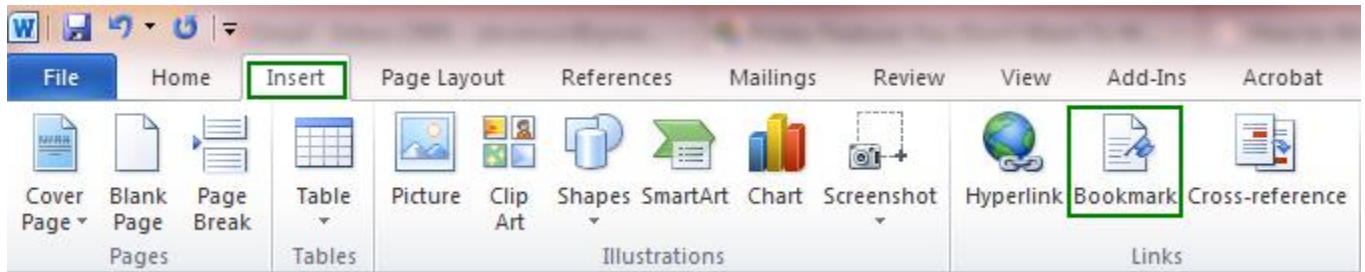 W
File Home Insert Page Layout References Mailings Review View Add-Ins Acrobat
Cover Page Blank Page Page Break Table Picture Clip Art Shapes SmartArt Chart Screenshot Hyperlink Bookmark Cross-reference
Pages Tables Illustrations Links